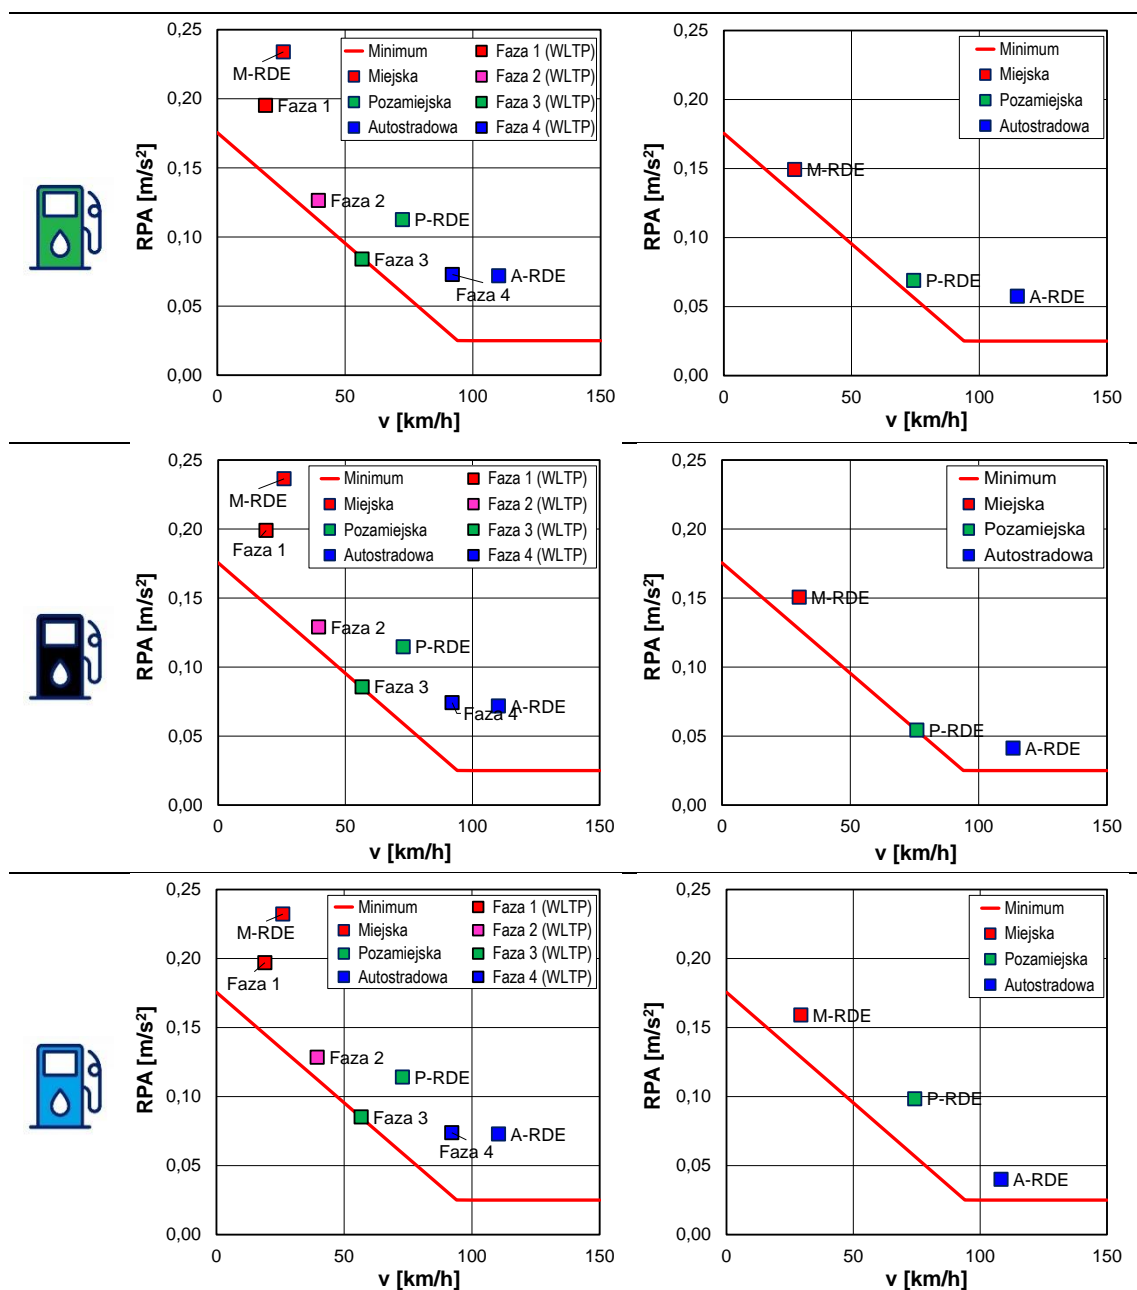 0,25
0,20
0,15
0,10
0,05
0,00
RPA [m/s²]
0 50 100 150
v [km/h]
Minimum
Miejska
Pozamiejska
Autostradowa
Faza 1 (WLTP)
Faza 2 (WLTP)
Faza 3 (WLTP)
Faza 4 (WLTP)
M-RDE
Faza 1
Faza 2
P-RDE
Faza 3
A-RDE
Faza 4
0,25
0,20
0,15
0,10
0,05
0,00
RPA [m/s²]
0 50 100 150
v [km/h]
Minimum
Miejska
Pozamiejska
Autostradowa
M-RDE
P-RDE
A-RDE
0,25
0,20
0,15
0,10
0,05
0,00
RPA [m/s²]
0 50 100 150
v [km/h]
Minimum
Miejska
Pozamiejska
Autostradowa
Faza 1 (WLTP)
Faza 2 (WLTP)
Faza 3 (WLTP)
Faza 4 (WLTP)
M-RDE
Faza 1
Faza 2
P-RDE
Faza 3
A-RDE
Faza 4
0,25
0,20
0,15
0,10
0,05
0,00
RPA [m/s²]
0 50 100 150
v [km/h]
Minimum
Miejska
Pozamiejska
Autostradowa
M-RDE
P-RDE
A-RDE
0,25
0,20
0,15
0,10
0,05
0,00
RPA [m/s²]
0 50 100 150
v [km/h]
Minimum
Miejska
Pozamiejska
Autostradowa
Faza 1 (WLTP)
Faza 2 (WLTP)
Faza 3 (WLTP)
Faza 4 (WLTP)
M-RDE
Faza 1
Faza 2
P-RDE
Faza 3
A-RDE
Faza 4
0,25
0,20
0,15
0,10
0,05
0,00
RPA [m/s²]
0 50 100 150
v [km/h]
Minimum
Miejska
Pozamiejska
Autostradowa
M-RDE
P-RDE
A-RDE